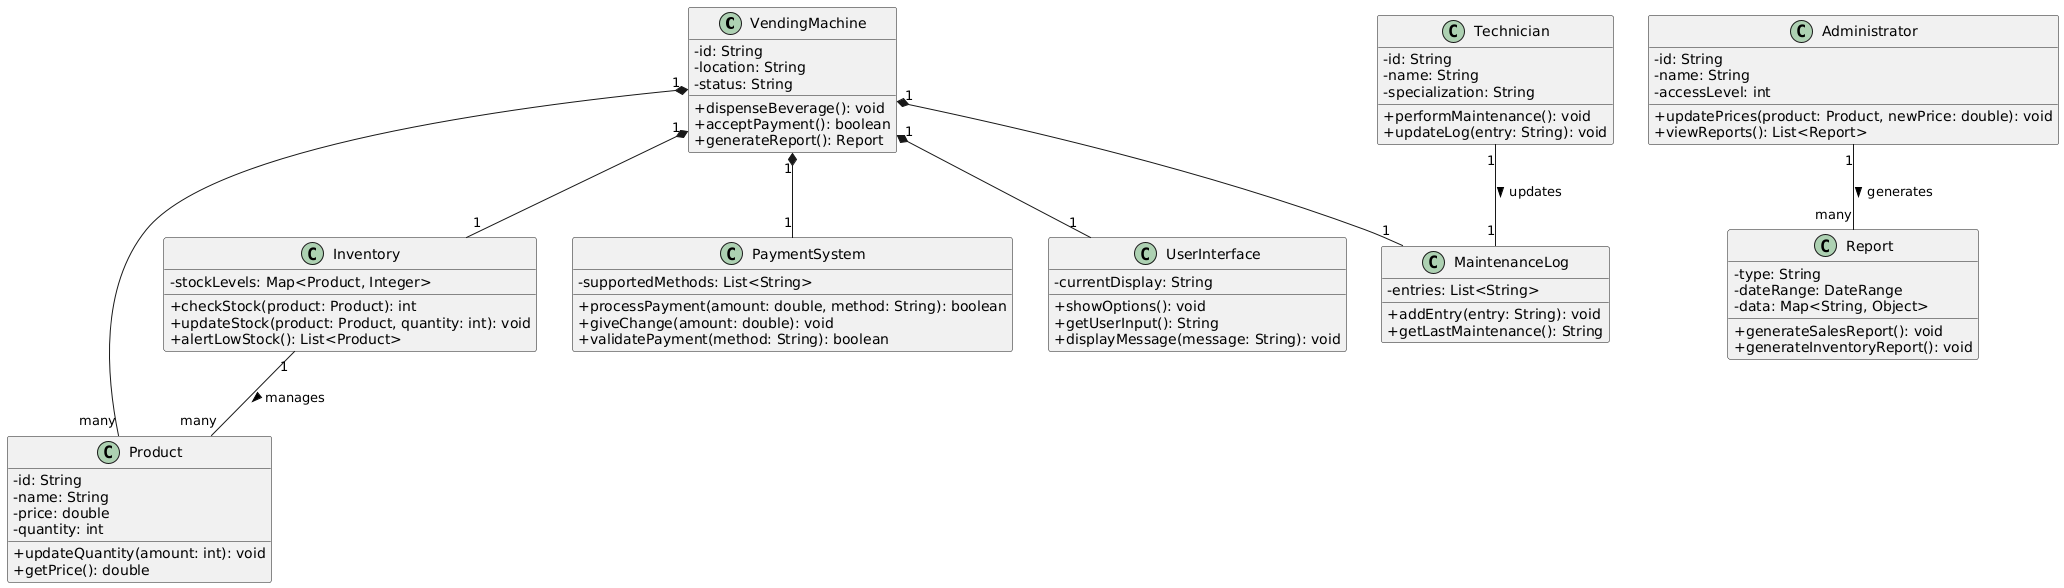 C VendingMachine
-id: String
-location: String
-status: String
+dispenseBeverage(): void
+acceptPayment(): boolean
+generateReport(): Report
C Technician
-id: String
-name: String
-specialization: String
+performMaintenance(): void
+updateLog(entry: String): void
C Administrator
-id: String
-name: String
-accessLevel: int
+updatePrices(product: Product, newPrice: double): void
+viewReports(): List<Report>
1
1
1
1
1
1
1
updates
generates
1
1
1
1
1
many
C Inventory
-stockLevels: Map<Product, Integer>
+checkStock(product: Product): int
+updateStock(product: Product, quantity: int): void
+alertLowStock(): List<Product>
C PaymentSystem
-supportedMethods: List<String>
+processPayment(amount: double, method: String): boolean
+giveChange(amount: double): void
+validatePayment(method: String): boolean
C UserInterface
-currentDisplay: String
+showOptions(): void
+getUserInput(): String
+displayMessage(message: String): void
C MaintenanceLog
-entries: List<String>
+addEntry(entry: String): void
+getLastMaintenance(): String
C Report
-type: String
-dateRange: DateRange
-data: Map<String, Object>
+generateSalesReport(): void
+generateInventoryReport(): void
1
manages
many
many
C Product
-id: String
-name: String
-price: double
-quantity: int
+updateQuantity(amount: int): void
+getPrice(): double